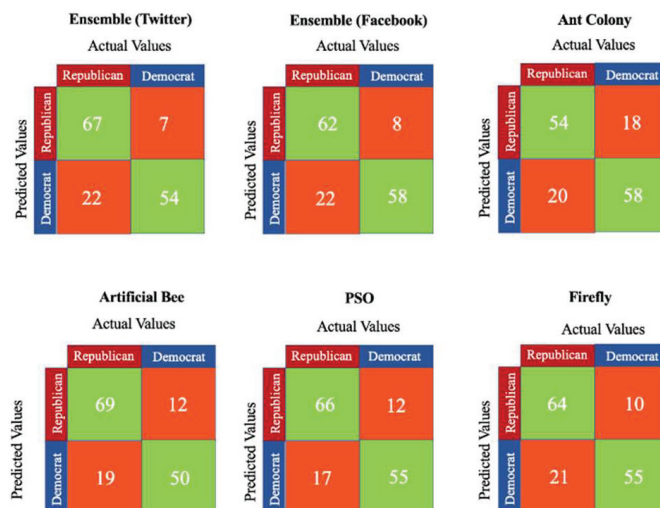 Ensemble (Twitter)
Actual Values
Republican Democrat
Predicted Values
Republican
67 7
Democrat
22 54
Ensemble (Facebook)
Actual Values
Republican Democrat
Predicted Values
Republican
62 8
Democrat
22 58
Ant Colony
Actual Values
Republican Democrat
Predicted Values
Republican
54 18
Democrat
20 58
Artificial Bee
Actual Values
Republican Democrat
Predicted Values
Republican
69 12
Democrat
19 50
PSO
Actual Values
Republican Democrat
Predicted Values
Republican
66 12
Democrat
17 55
Firefly
Actual Values
Republican Democrat
Predicted Values
Republican
64 10
Democrat
21 55